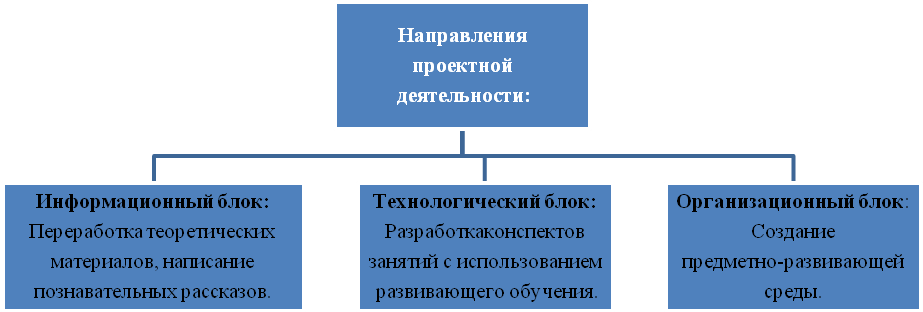 Направления
проектной
деятельности:
Информационный блок:
Переработка теоретических
материалов, написание
познавательных рассказов.
Технологический блок:
Разработкаконспектов
занятий с использованием
развивающего обучения.
Организационный блок:
Создание
предметно-развивающей
среды.